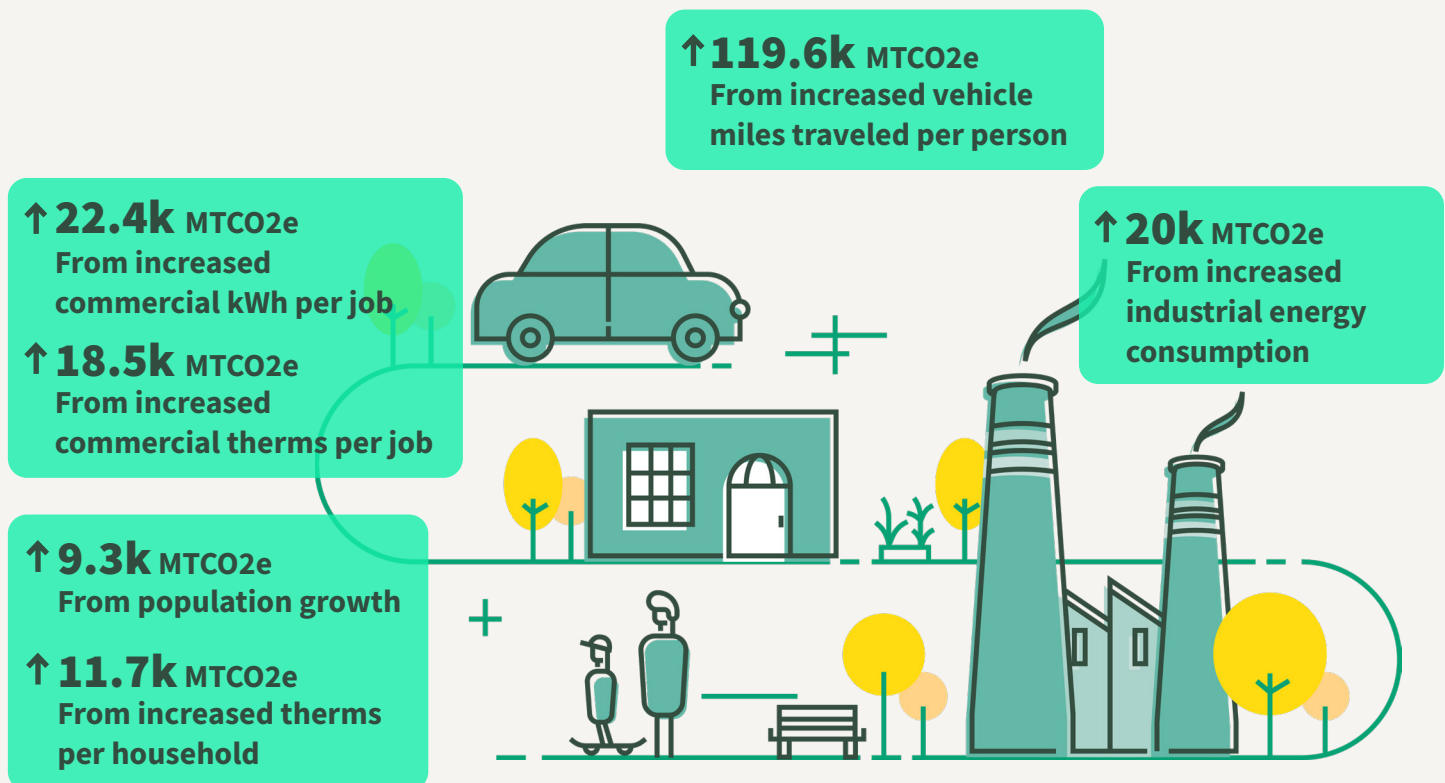 ↑119.6k MTCO2e
From increased vehicle
miles traveled per person
↑22.4k MTCO2e
From increased
commercial kWh per job
↑18.5k MTCO2e
From increased
commercial therms per job
↑20k MTCO2e
From increased
industrial energy
consumption
↑9.3k MTCO2e
From population growth
↑11.7k MTCO2e
From increased therms
per household